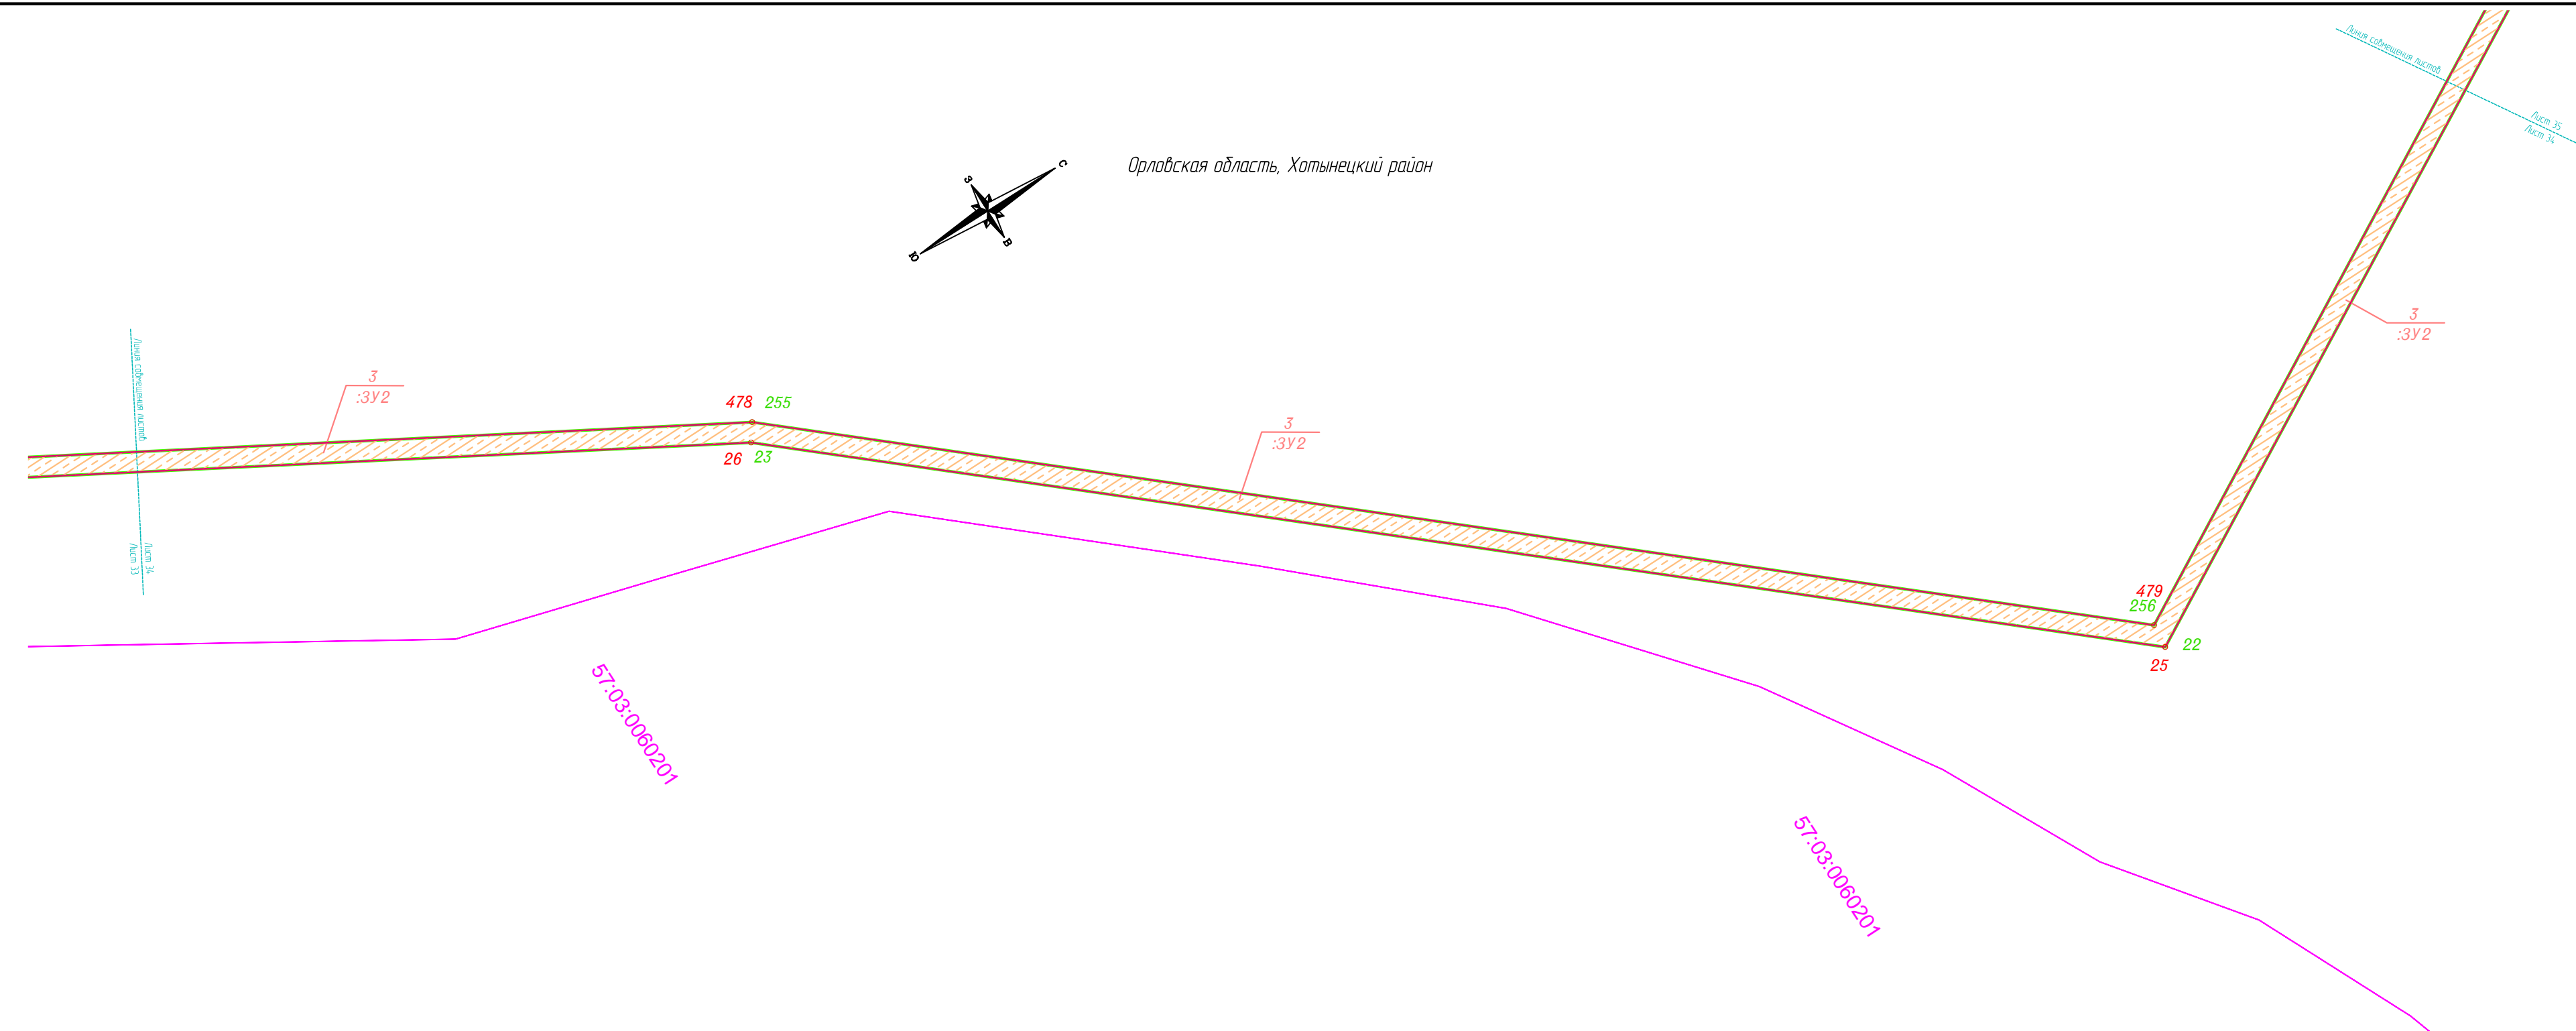 Линия совмещения листов
Лист 35
Лист 34
Орловская область, Хотынецкий район
С
З
В
Ю
3
:ЗУ2
Линия совмещения листов
3
:ЗУ2
478 255
3
:ЗУ2
26 23
Лист 34
Лист 33
479
256
22
25
57:03:0060201
57:03:0060201